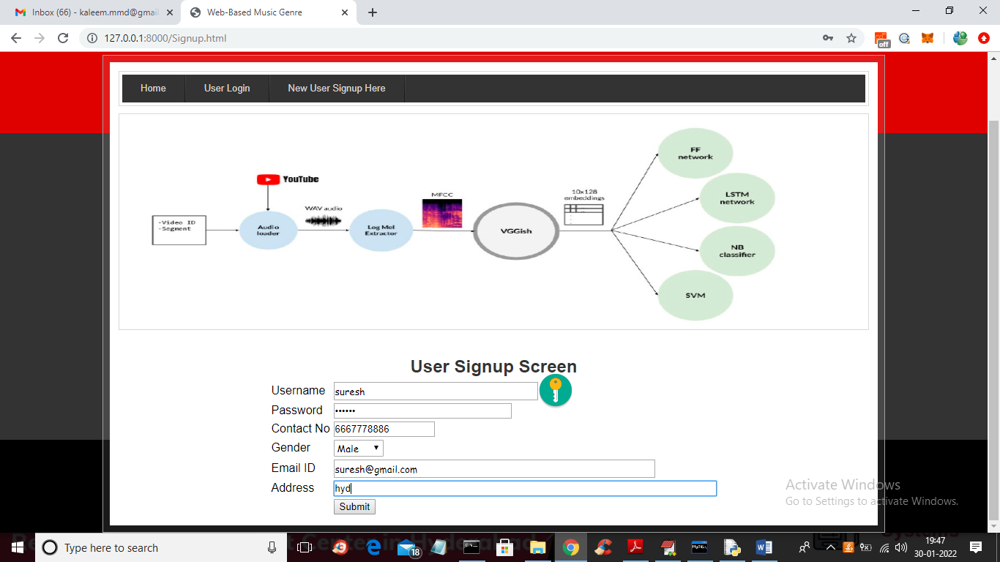 Inbox (66) - kaleem.mmd@gmail
Web-Based Music Genre
127.0.0.1:8000/Signup.html
off
Home
User Login
New User Signup Here
YouTube
-Video ID
-Segment
Audio loader
WAV audio
Log Mel Extractor
MFCC
VGGish
10x128 embeddings
FF network
LSTM network
NB classifier
SVM
User Signup Screen
Username suresh
Password ••••••
Contact No 6667778886
Gender Male
Email ID suresh@gmail.com
Address hyd
Submit
Activate Windows
Go to Settings to activate Windows.
Type here to search
18
19:47
30-01-2022